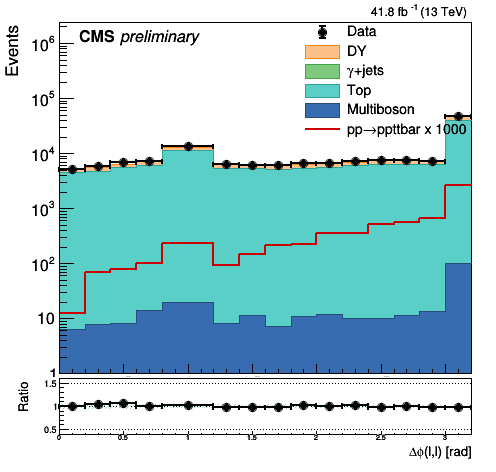 41.8 fb⁻¹ (13 TeV)
CMS preliminary
Events
Data
DY
γ+jets
Top
Multiboson
pp→ppttbar x 1000
10⁶
10⁵
10⁴
10³
10²
10
1
Ratio
1.5
1
0.5
0 0.5 1 1.5 2 2.5 3
Δϕ(l,l) [rad]